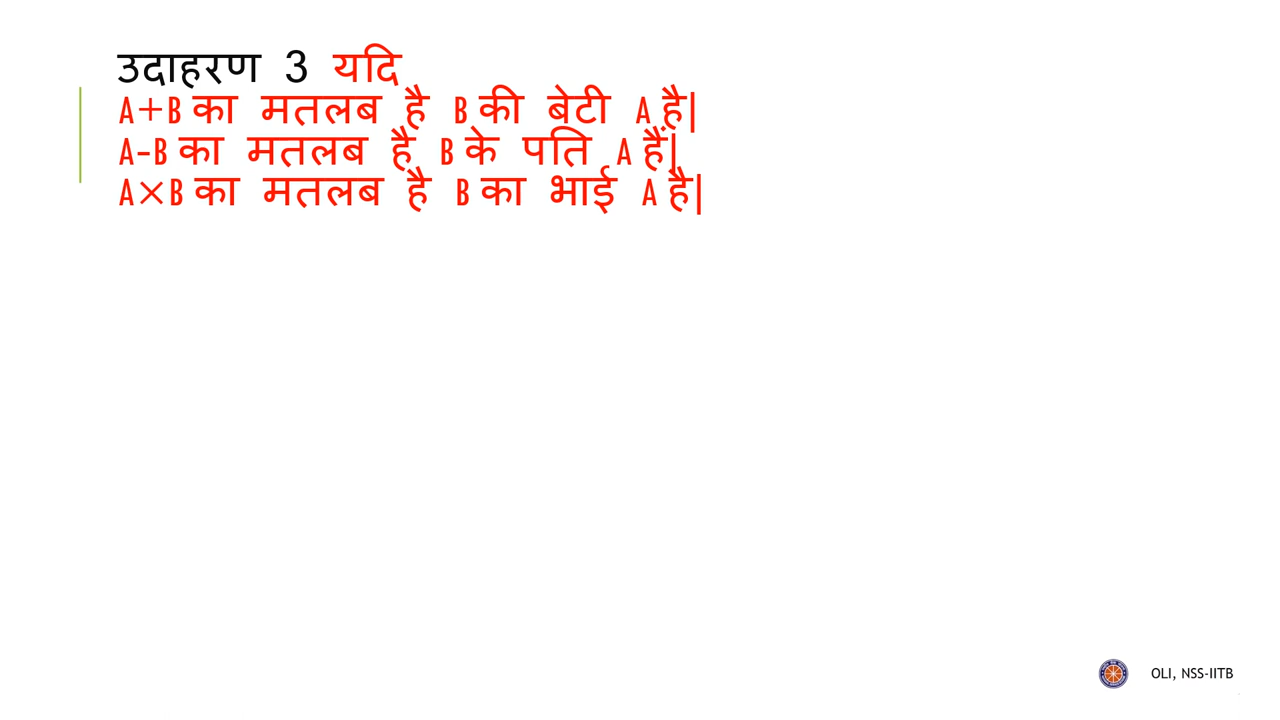 उदाहरण 3 यदि
A+B का मतलब है B की बेटी A है|
A-B का मतलब है B के पति A हैं|
A×B का मतलब है B का भाई A है|
OLI, NSS-IITB